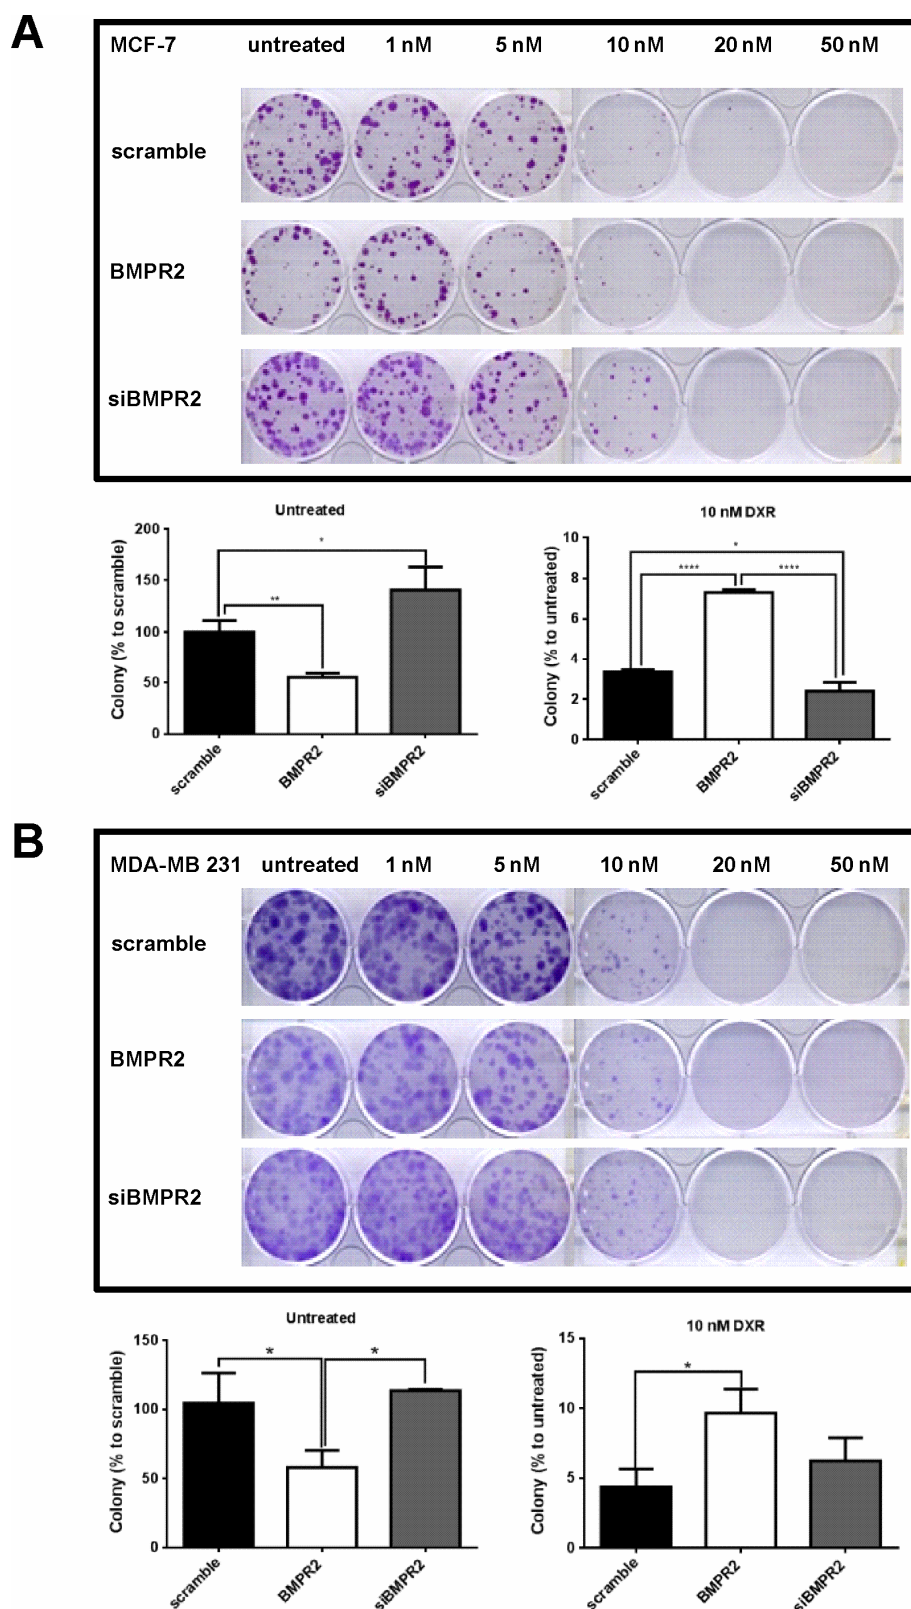 A
MCF-7 untreated 1 nM 5 nM 10 nM 20 nM 50 nM
scramble
BMPR2
siBMPR2
Untreated
Colony (% to scramble)
200
150
100
50
0
*
**
scramble
BMPR2
siBMPR2
10 nM DXR
Colony (% to untreated)
10
8
6
4
2
0
*
**** ****
scramble
BMPR2
siBMPR2
B
MDA-MB 231 untreated 1 nM 5 nM 10 nM 20 nM 50 nM
scramble
BMPR2
siBMPR2
Untreated
Colony (% to scramble)
150
100
50
0
* *
scramble
BMPR2
siBMPR2
10 nM DXR
Colony (% to untreated)
15
10
5
0
*
scramble
BMPR2
siBMPR2